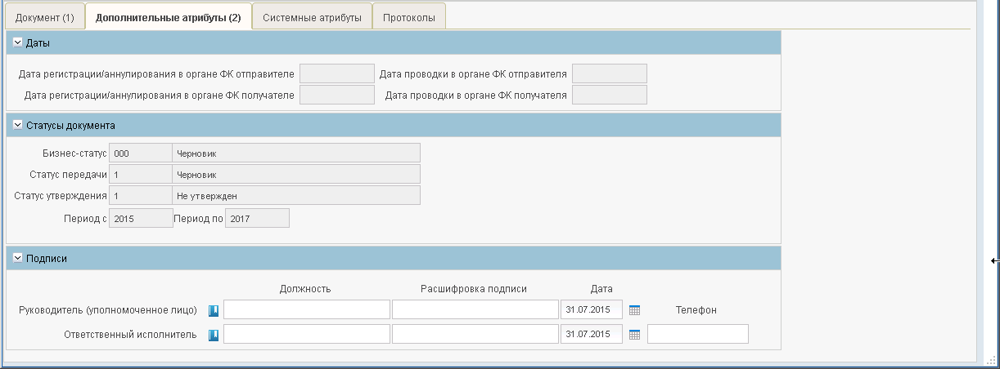 Документ (1) Дополнительные атрибуты (2) Системные атрибуты Протоколы
Даты
Дата регистрации/аннулирования в органе ФК отправителе Дата проводки в органе ФК отправителя
Дата регистрации/аннулирования в органе ФК получателе Дата проводки в органе ФК получателя
Статусы документа
Бизнес-статус 000 Черновик
Статус передачи 1 Черновик
Статус утверждения 1 Не утвержден
Период с 2015 Период по 2017
Подписи
Должность Расшифровка подписи Дата
Руководитель (уполномоченное лицо) 31.07.2015 Телефон
Ответственный исполнитель 31.07.2015